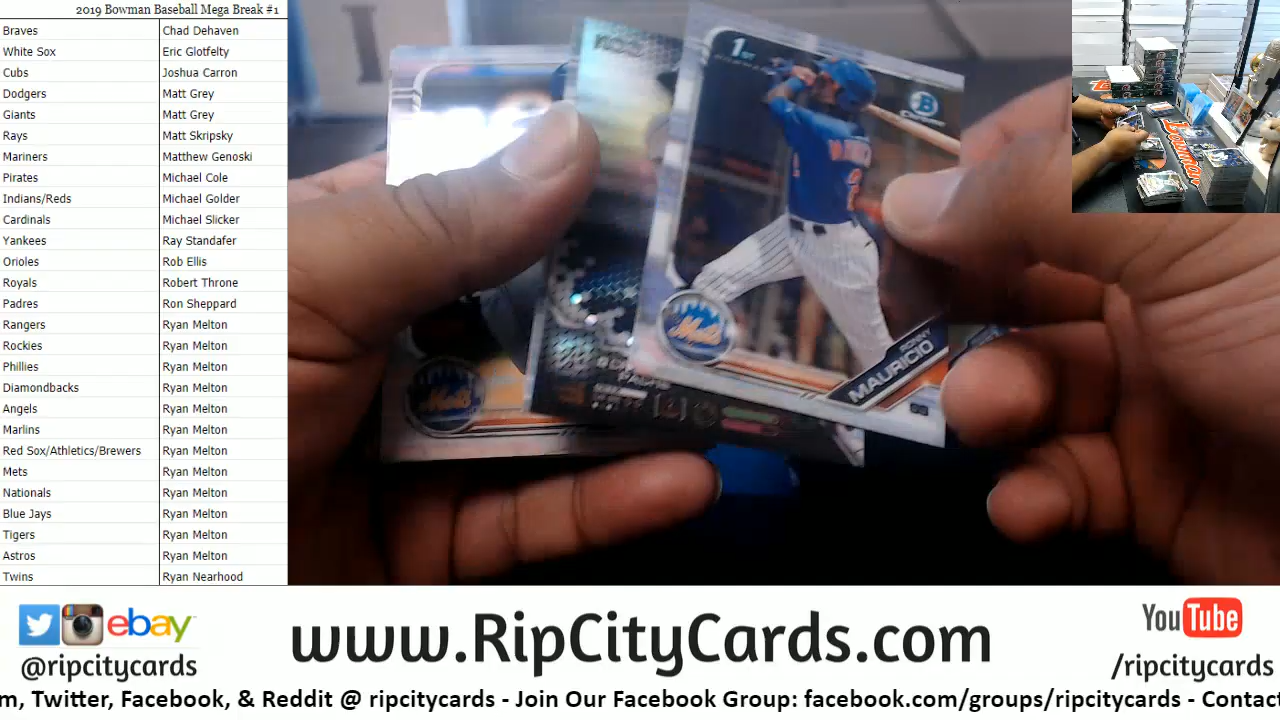 2019 Bowman Baseball Mega Break #1
Braves Chad Dehaven
White Sox Eric Glotfelty
Cubs Joshua Carron
Dodgers Matt Grey
Giants Matt Grey
Rays Matt Skripsky
Mariners Matthew Genoski
Pirates Michael Cole
Indians/Reds Michael Golder
Cardinals Michael Slicker
Yankees Ray Standafer
Orioles Rob Ellis
Royals Robert Throne
Padres Ron Sheppard
Rangers Ryan Melton
Rockies Ryan Melton
Phillies Ryan Melton
Diamondbacks Ryan Melton
Angels Ryan Melton
Marlins Ryan Melton
Red Sox/Athletics/Brewers Ryan Melton
Mets Ryan Melton
Nationals Ryan Melton
Blue Jays Ryan Melton
Tigers Ryan Melton
Astros Ryan Melton
Twins Ryan Nearhood
1ST
B
Mets
MAURICIO
Bowman
ebay
@ripcitycards
www.RipCityCards.com
YouTube
/ripcitycards
m, Twitter, Facebook, & Reddit @ ripcitycards - Join Our Facebook Group: facebook.com/groups/ripcitycards - Contac